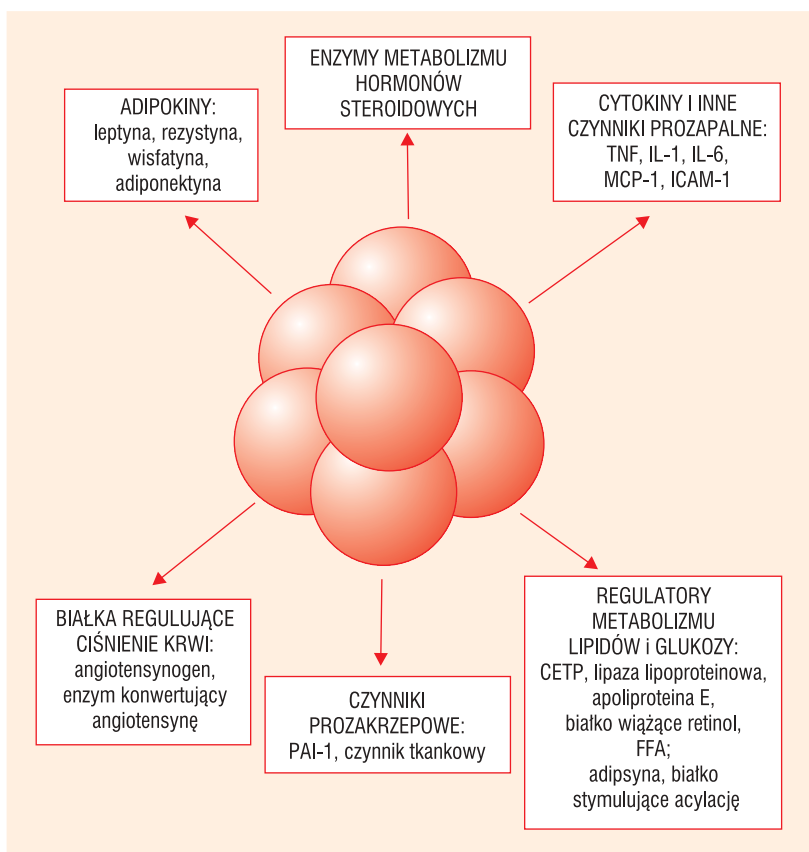 ENZYMY METABOLIZMU
HORMONÓW
STEROIDOWYCH
ADIPOKINY:
leptyna, rezystyna,
wisfatyna,
adiponektyna
CYTOKINY I INNE
CZYNNIKI PROZAPALNE:
TNF, IL-1, IL-6,
MCP-1, ICAM-1
BIAŁKA REGULUJĄCE
CIŚNIENIE KRWI:
angiotensynogen,
enzym konwertujący
angiotensynę
CZYNNIKI
PROZAKRZEPOWE:
PAI-1, czynnik tkankowy
REGULATORY
METABOLIZMU
LIPIDÓW i GLUKOZY:
CETP, lipaza lipoproteinowa,
apoliproteina E,
białko wiążące retinol,
FFA;
adipsyna, białko
stymulujące acylację